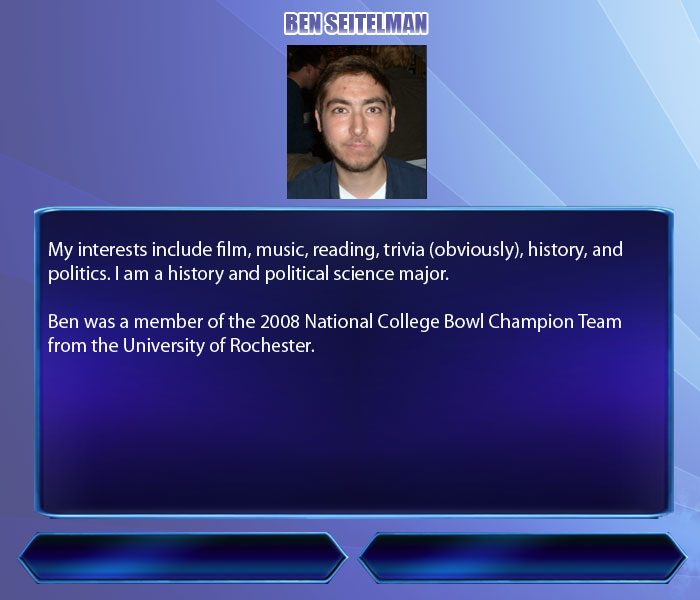 BEN SEITELMAN
My interests include film, music, reading, trivia (obviously), history, and
politics. I am a history and political science major.
Ben was a member of the 2008 National College Bowl Champion Team
from the University of Rochester.